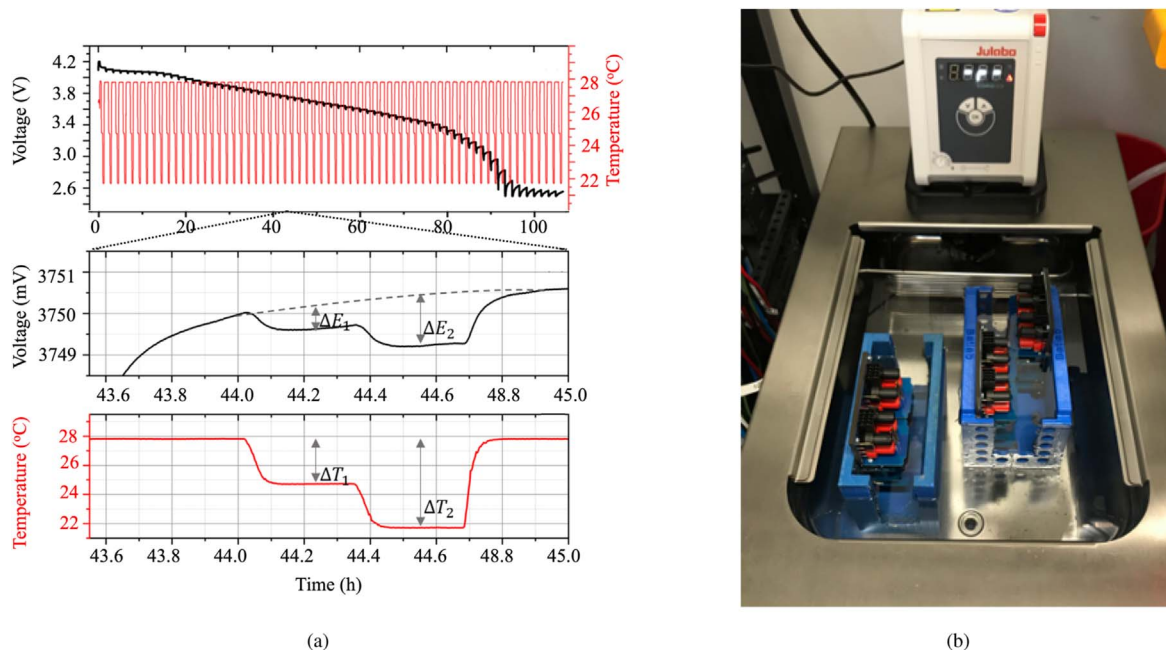 4.2
3.8
3.4
3.0
2.6
Voltage (V)
28
26
24
22
Temperature (°C)
0
20
40
60
80
100
3751
3750
3749
Voltage (mV)
ΔE₁
ΔE₂
43.6 43.8 44.0 44.2 44.4 44.6 48.8 45.0
28
26
24
22
Temperature (°C)
ΔT₁
ΔT₂
43.6 43.8 44.0 44.2 44.4 44.6 48.8 45.0
Time (h)
(a)
Julabo
(b)